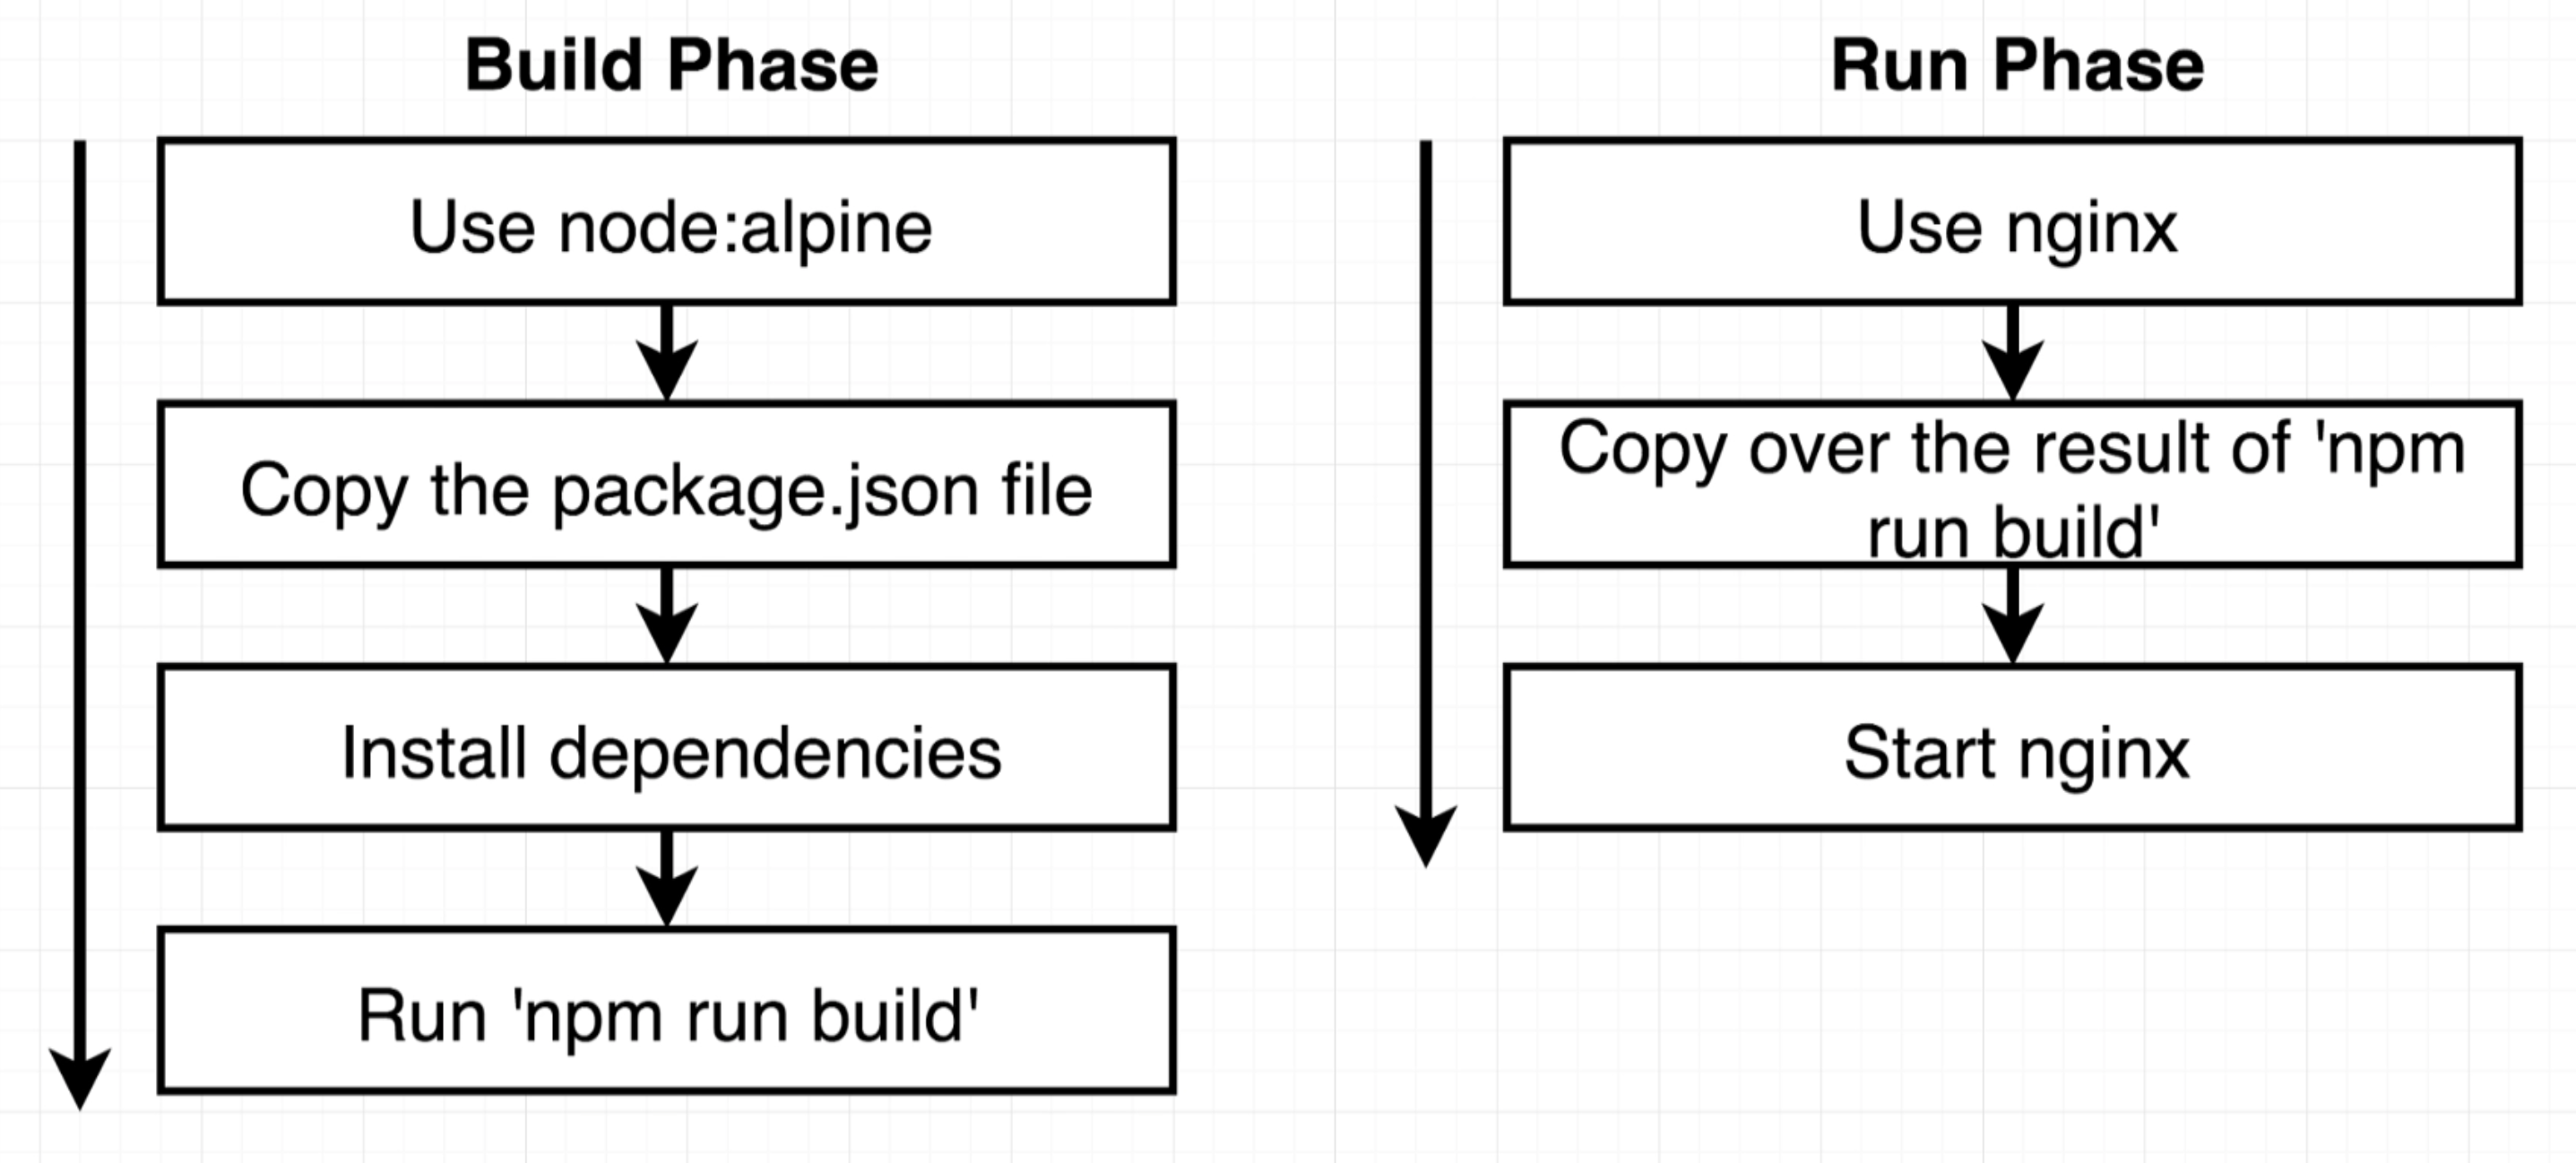 Build Phase
Use node:alpine
Copy the package.json file
Install dependencies
Run 'npm run build'
Run Phase
Use nginx
Copy over the result of 'npm
run build'
Start nginx